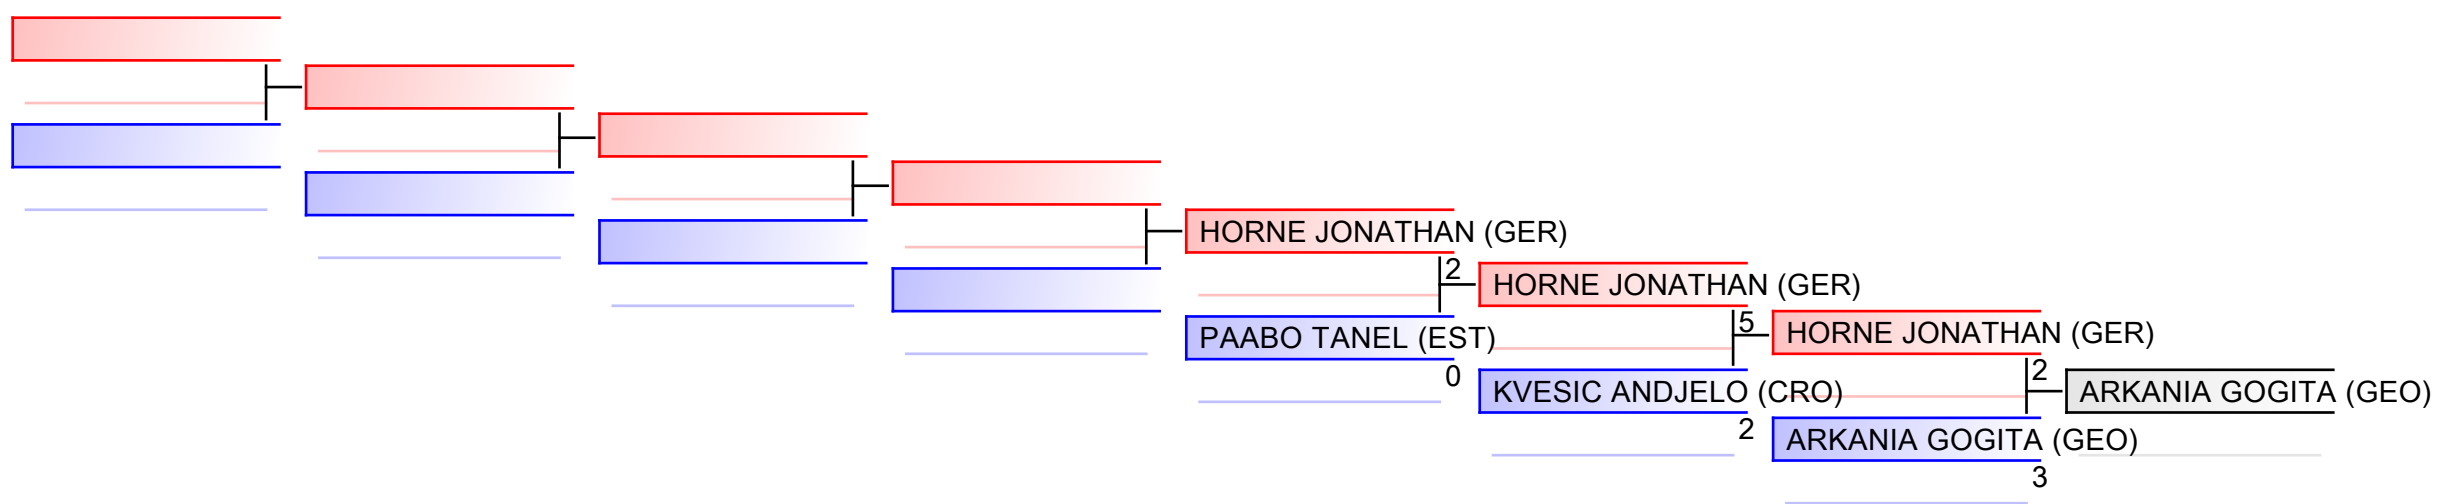 HORNE JONATHAN (GER)
2
PAABO TANEL (EST)
0
HORNE JONATHAN (GER)
5
KVESIC ANDJELO (CRO)
2
HORNE JONATHAN (GER)
2
ARKANIA GOGITA (GEO)
3
ARKANIA GOGITA (GEO)